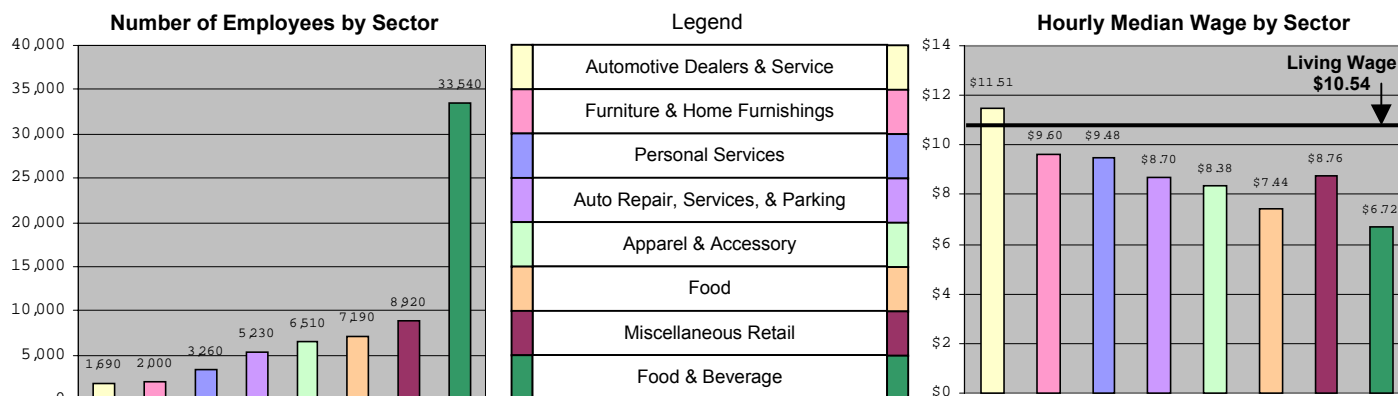 Number of Employees by Sector
40,000
35,000
30,000
25,000
20,000
15,000
10,000
5,000
0
1,690
2,000
3,260
5,230
6,510
7,190
8,920
33,540
Legend
Automotive Dealers & Service
Furniture & Home Furnishings
Personal Services
Auto Repair, Services, & Parking
Apparel & Accessory
Food
Miscellaneous Retail
Food & Beverage
Hourly Median Wage by Sector
$14
$12
$10
$8
$6
$4
$2
$0
Living Wage
$10.54
$11.51
$9.60
$9.48
$8.70
$8.38
$7.44
$8.76
$6.72